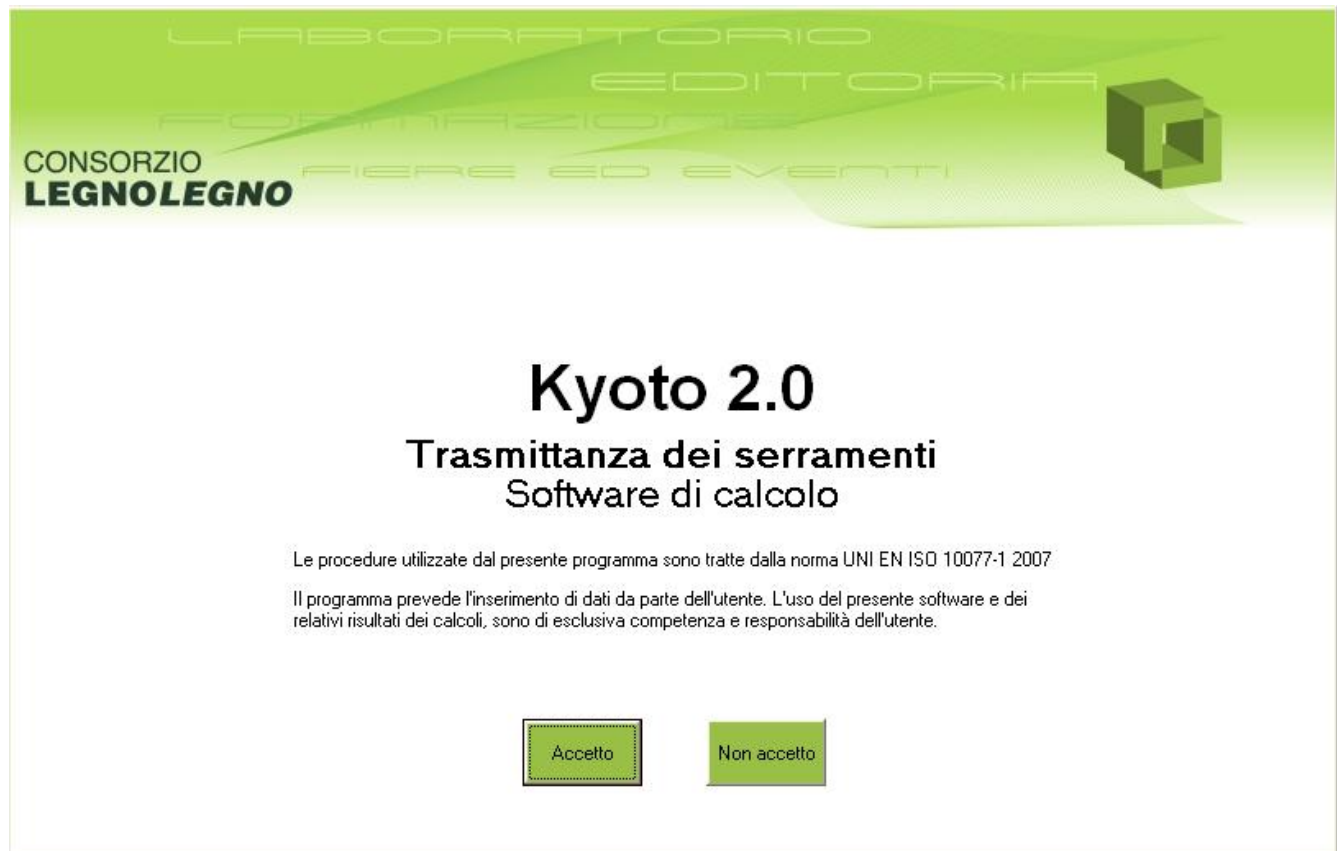 LABORATORIO
EDITORIA
FORMAZIONE
FIERE ED EVENTI
CONSORZIO
LEGNOLEGNO
Kyoto 2.0
Trasmittanza dei serramenti
Software di calcolo
Le procedure utilizzate dal presente programma sono tratte dalla norma UNI EN ISO 10077-1 2007
Il programma prevede l'inserimento di dati da parte dell'utente. L'uso del presente software e dei
relativi risultati dei calcoli, sono di esclusiva competenza e responsabilità dell'utente.
Accetto
Non accetto